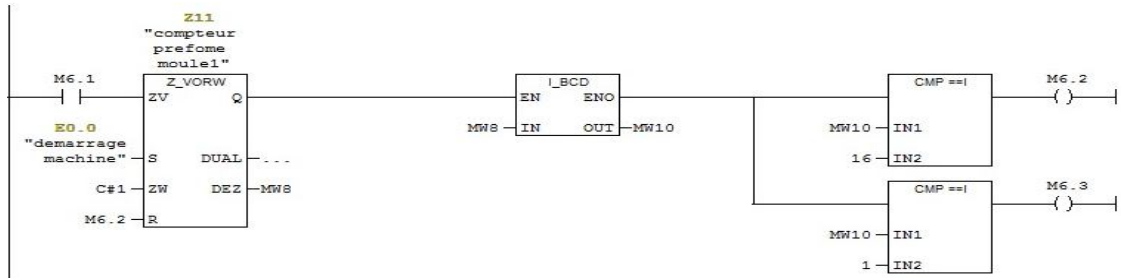 Z11
"compteur
prefome
moule1"
M6.1
Z_VORW
I_BCD
CMP ==I
M6.2
ZV Q
EN ENO
( )
E0.0
"demarrage
machine"
S DUAL ...
MW8 IN OUT MW10
MW10 IN1
16 IN2
C#1 ZW DEZ MW8
M6.2 R
CMP ==I
M6.3
( )
MW10 IN1
1 IN2